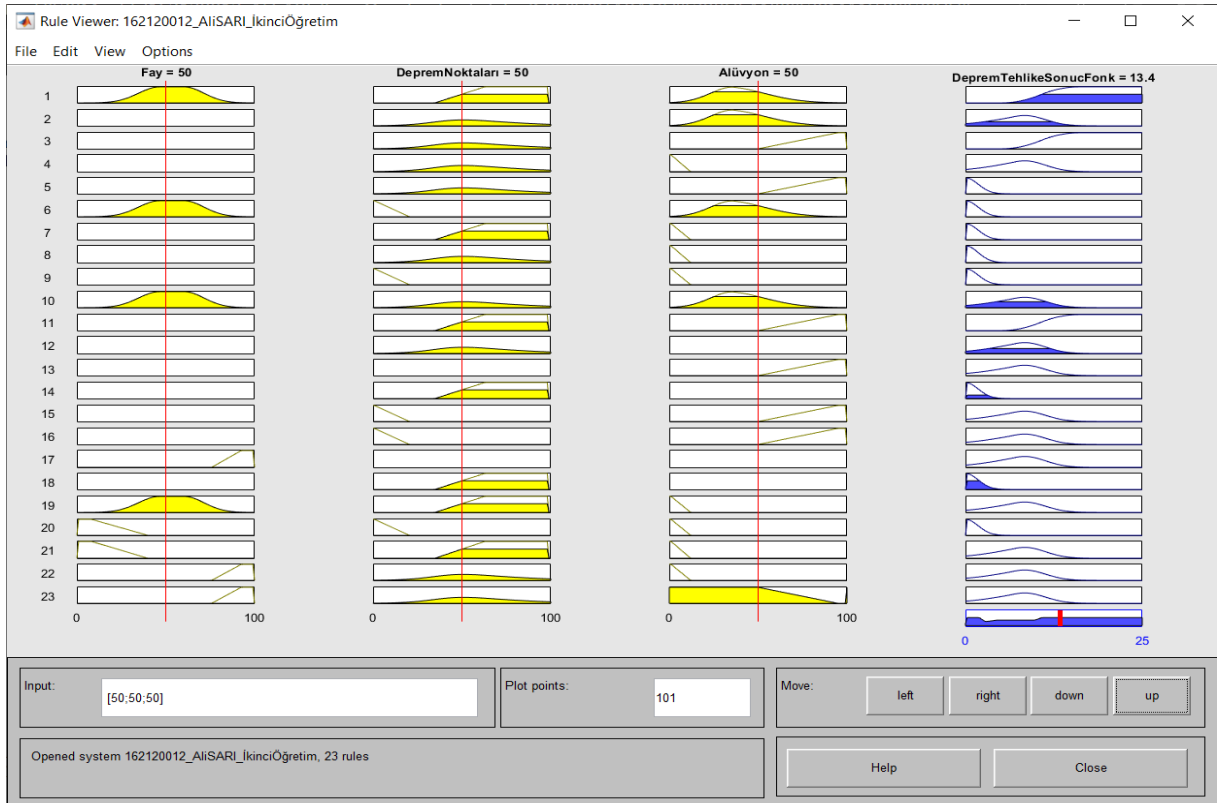 Rule Viewer: 162120012_AliSARI_İkinciÖğretim
File Edit View Options
Fay = 50
DepremNoktaları = 50
Alüvyon = 50
DepremTehlikeSonucFonk = 13.4
1
2
3
4
5
6
7
8
9
10
11
12
13
14
15
16
17
18
19
20
21
22
23
0 100
0 100
0 100
0 25
Input: [50;50;50]
Plot points: 101
Move: left right down up
Opened system 162120012_AliSARI_İkinciÖğretim, 23 rules
Help Close